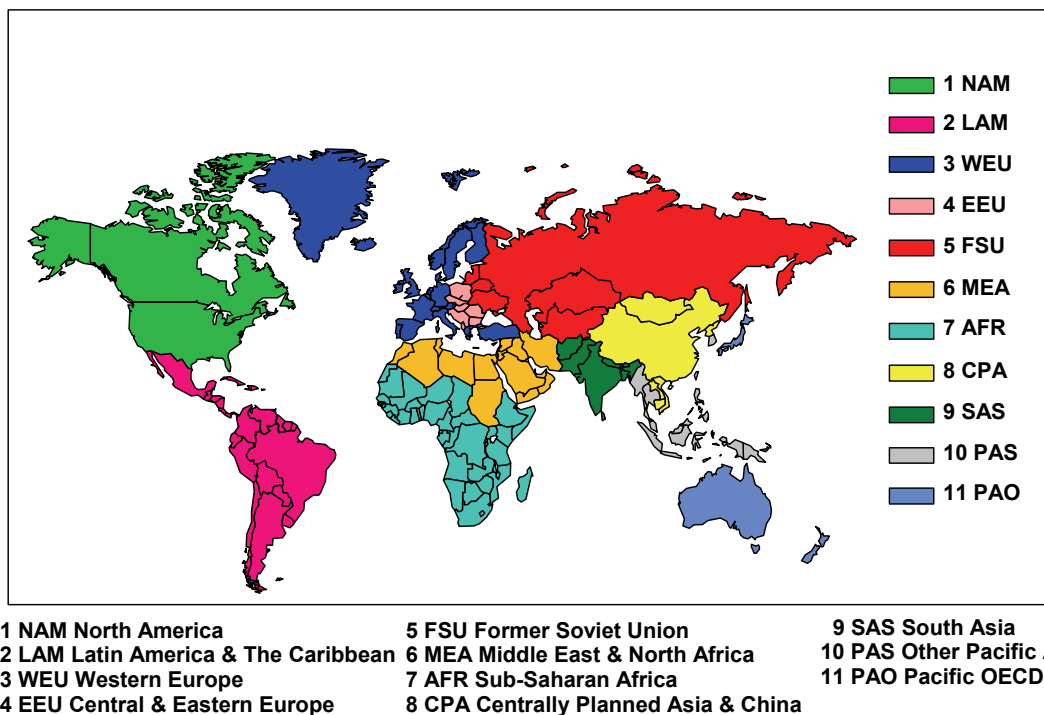 1 NAM
2 LAM
3 WEU
4 EEU
5 FSU
6 MEA
7 AFR
8 CPA
9 SAS
10 PAS
11 PAO
1 NAM North America
2 LAM Latin America & The Caribbean
3 WEU Western Europe
4 EEU Central & Eastern Europe
5 FSU Former Soviet Union
6 MEA Middle East & North Africa
7 AFR Sub-Saharan Africa
8 CPA Centrally Planned Asia & China
9 SAS South Asia
10 PAS Other Pacific
11 PAO Pacific OECD